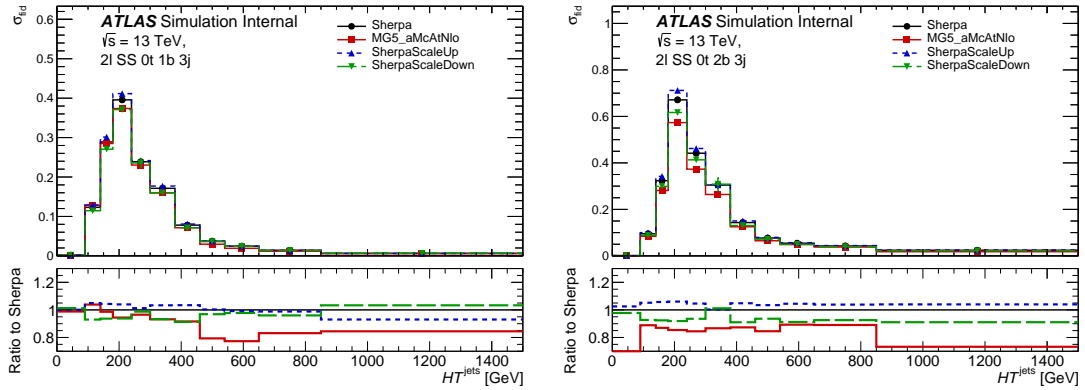 σfid
ATLAS Simulation Internal
√s = 13 TeV,
2l SS 0t 1b 3j
Sherpa
MG5_aMcAtNlo
SherpaScaleUp
SherpaScaleDown
0.6
0.5
0.4
0.3
0.2
0.1
0
Ratio to Sherpa
1.2
1
0.8
0 200 400 600 800 1000 1200 1400
HT^jets [GeV]
σfid
ATLAS Simulation Internal
√s = 13 TeV,
2l SS 0t 2b 3j
Sherpa
MG5_aMcAtNlo
SherpaScaleUp
SherpaScaleDown
1
0.8
0.6
0.4
0.2
0
Ratio to Sherpa
1.2
1
0.8
0 200 400 600 800 1000 1200 1400
HT^jets [GeV]